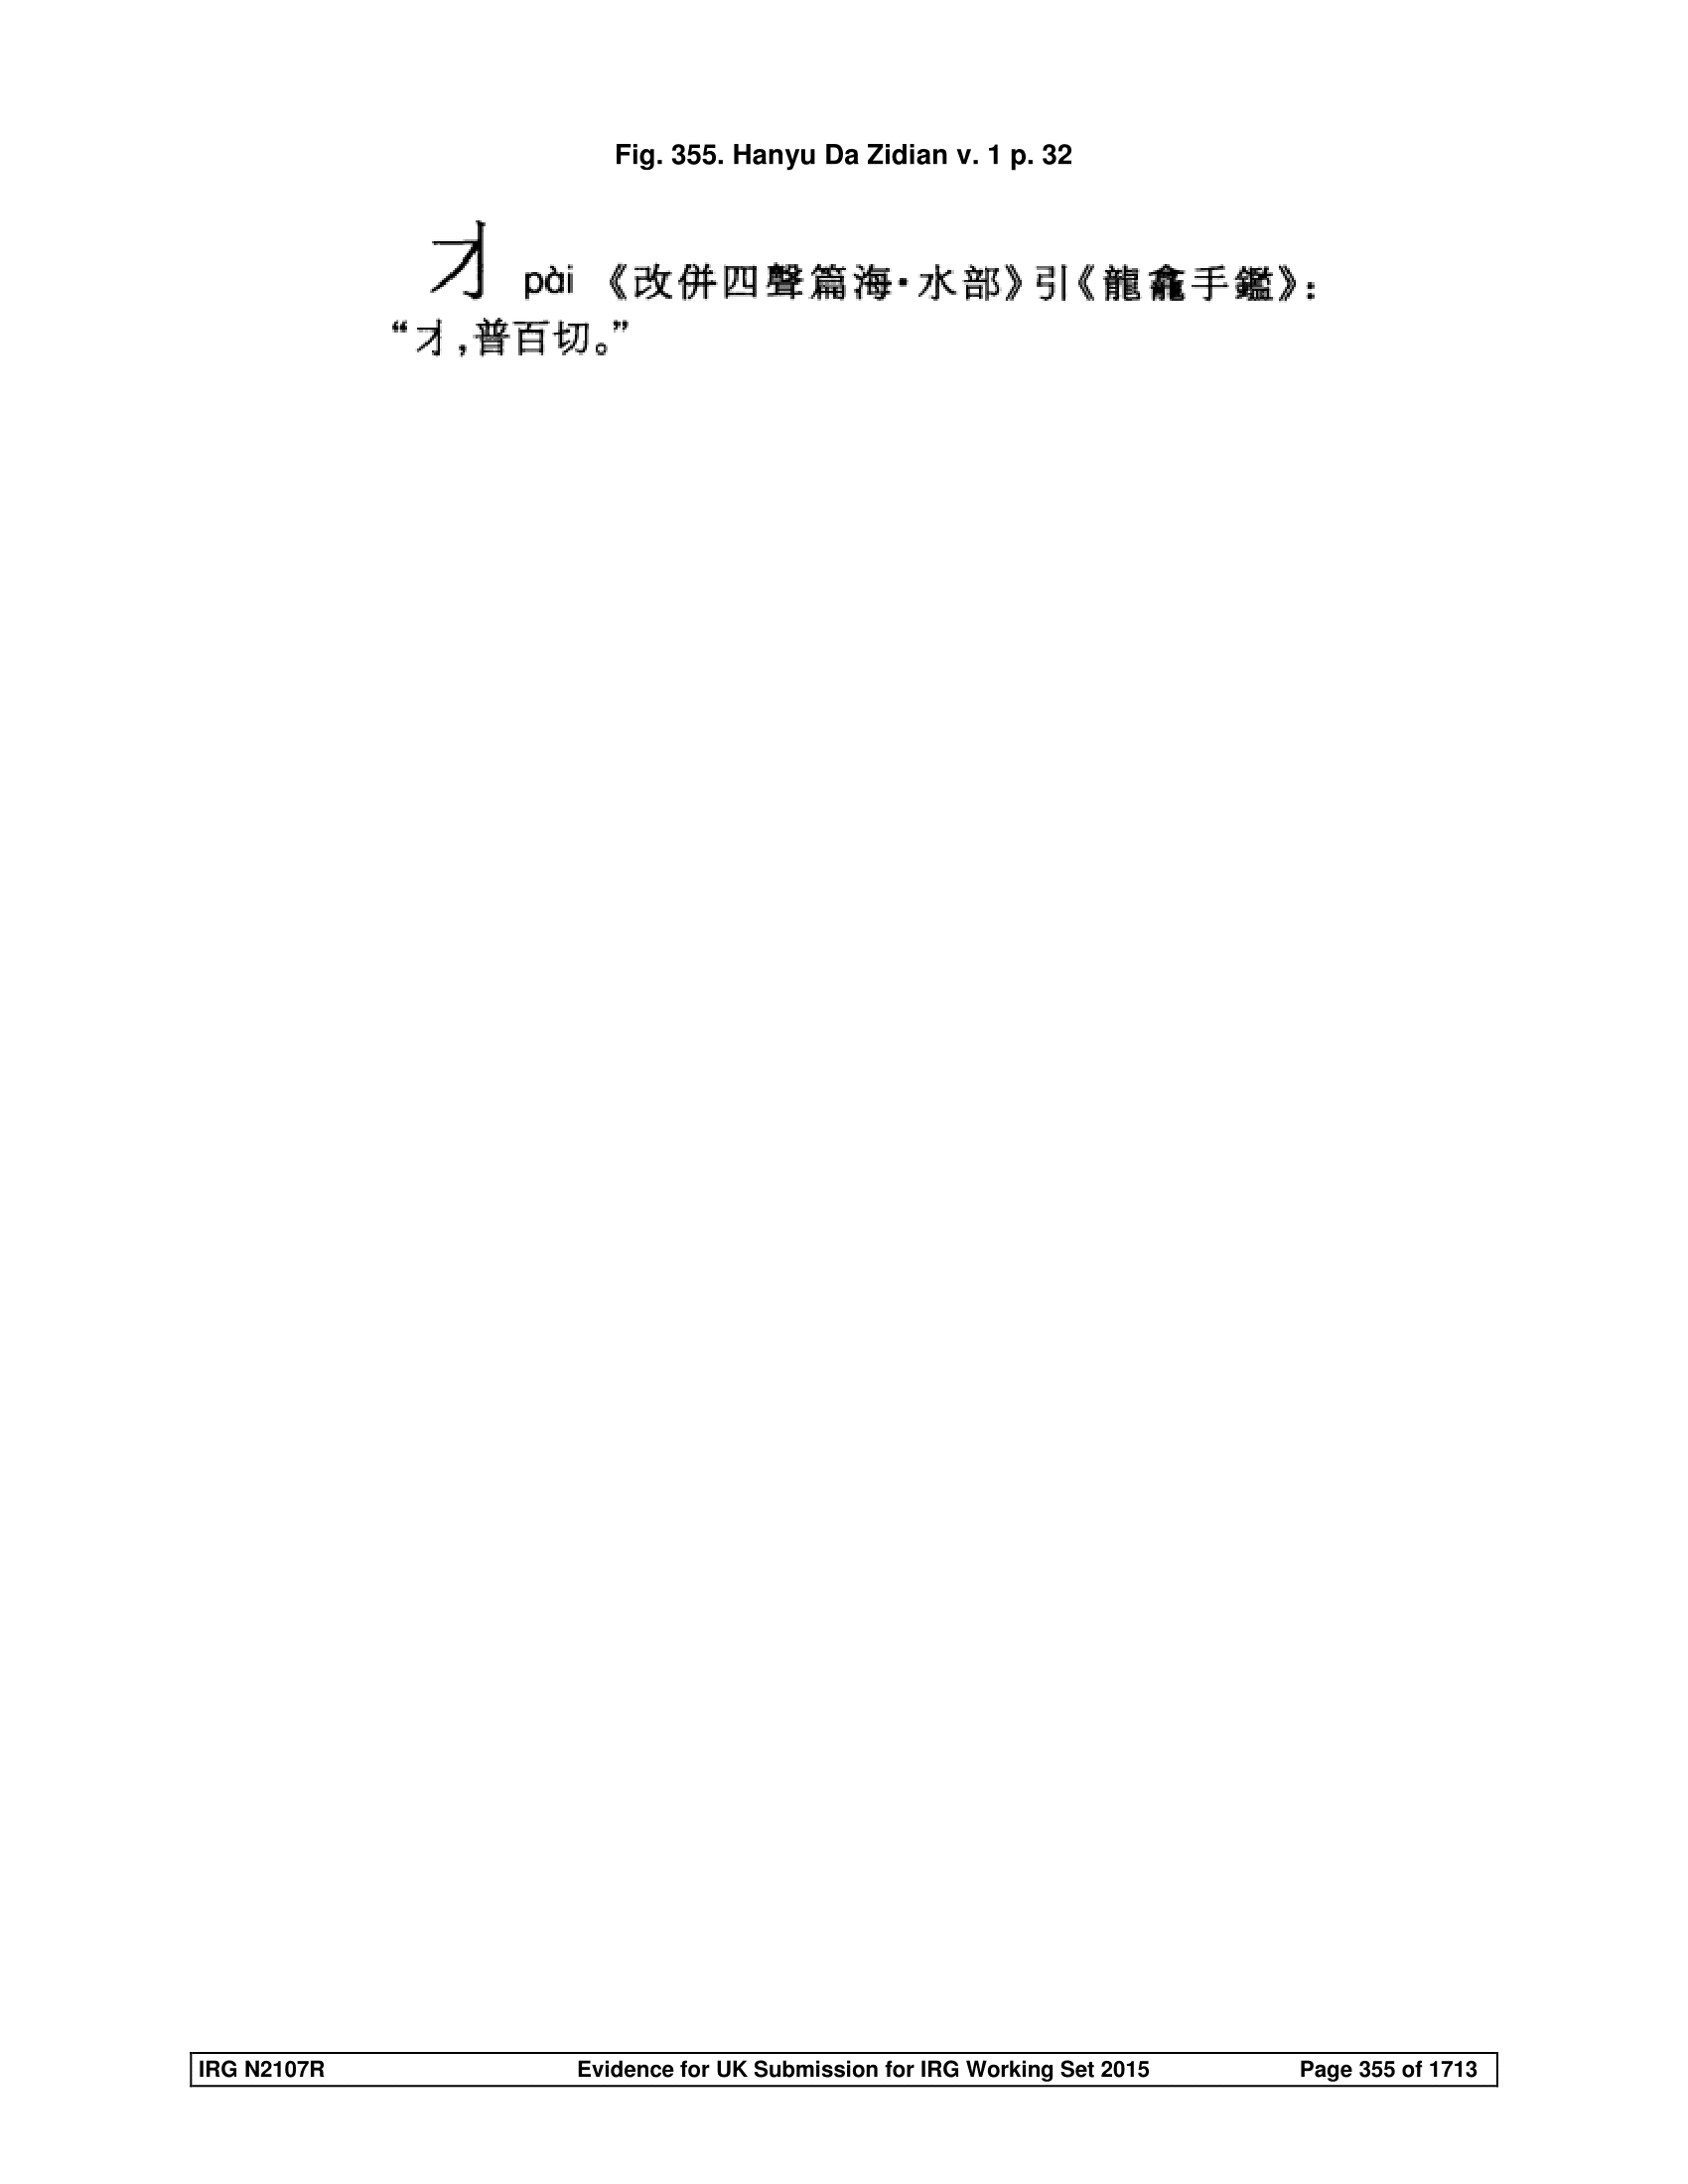 Fig. 355. Hanyu Da Zidian v. 1 p. 32
pài 《改併四聲篇海·水部》引《龍龕手鑑》：
“，普百切。”
IRG N2107R Evidence for UK Submission for IRG Working Set 2015 Page 355 of 1713